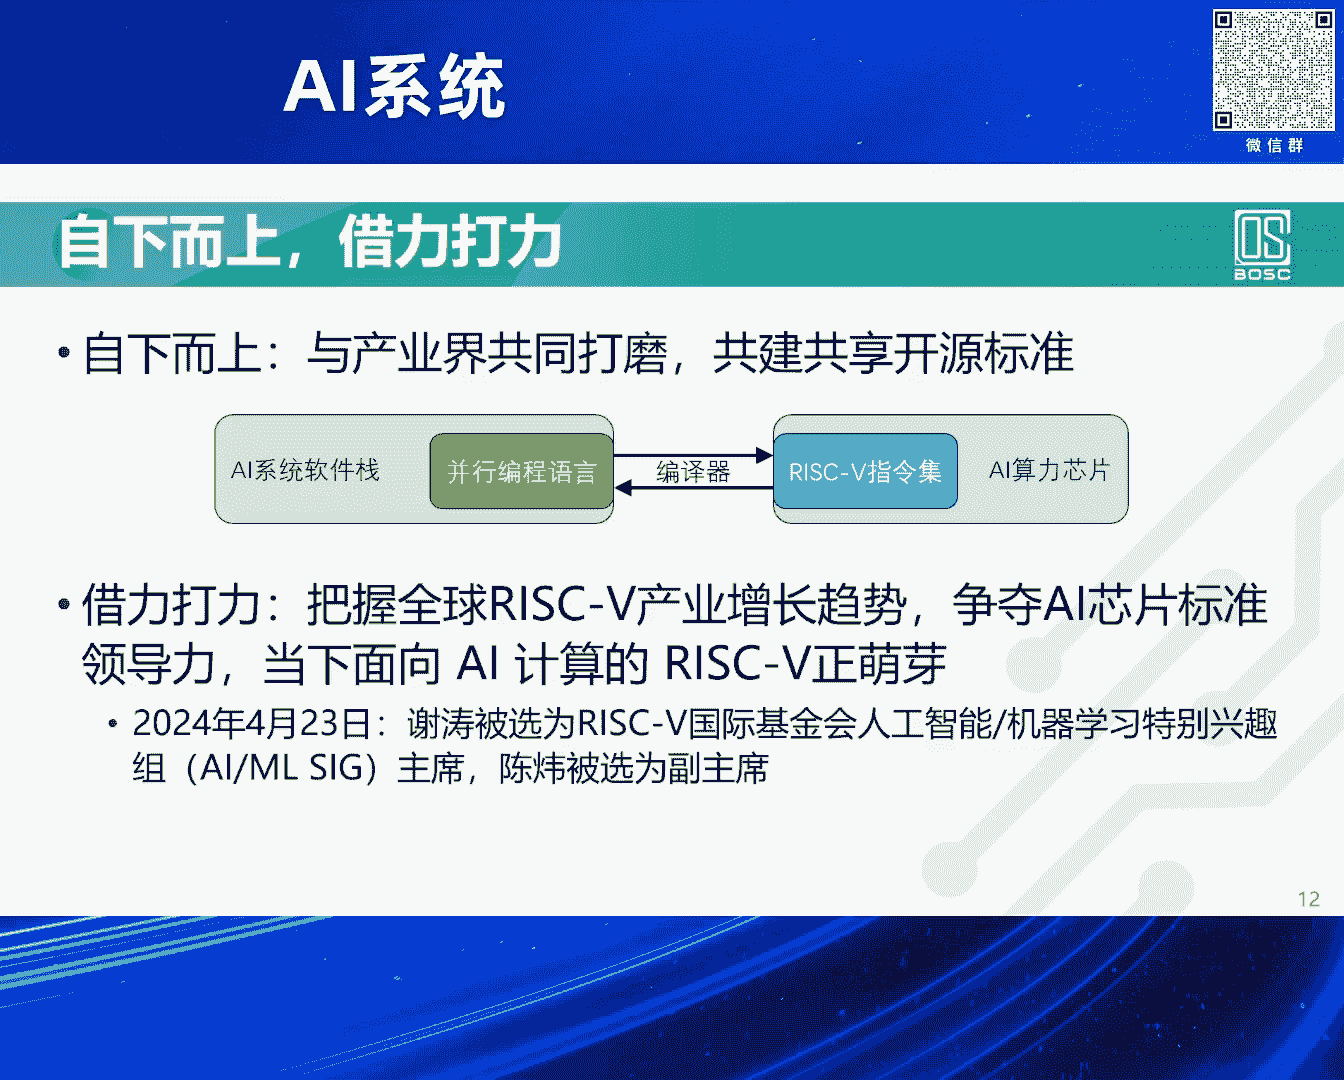 AI系统
微信群
自下而上，借力打力
BOSC
• 自下而上：与产业界共同打磨，共建共享开源标准
AI系统软件栈
并行编程语言
编译器
RISC-V指令集
AI算力芯片
• 借力打力：把握全球RISC-V产业增长趋势，争夺AI芯片标准
领导力，当下面向 AI 计算的 RISC-V正萌芽
• 2024年4月23日：谢涛被选为RISC-V国际基金会人工智能/机器学习特别兴趣
组（AI/ML SIG）主席，陈炜被选为副主席
12